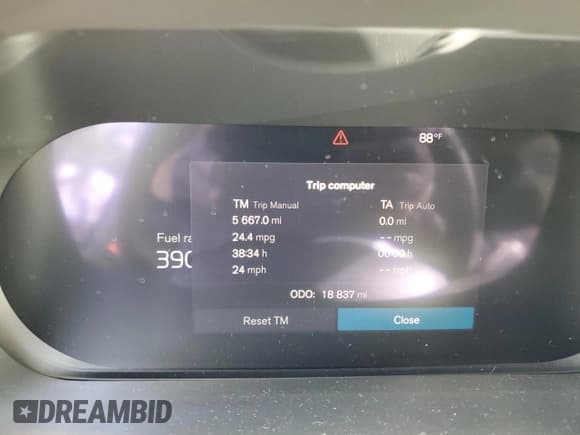 88°F
Trip computer
TM Trip Manual TA Trip Auto
5 667.0 mi 0.0 mi
24.4 mpg -- mpg
38:34 h 00:00 h
24 mph -- mph
Fuel ra
390
ODO: 18 837 mi
Reset TM Close
DREAMBID